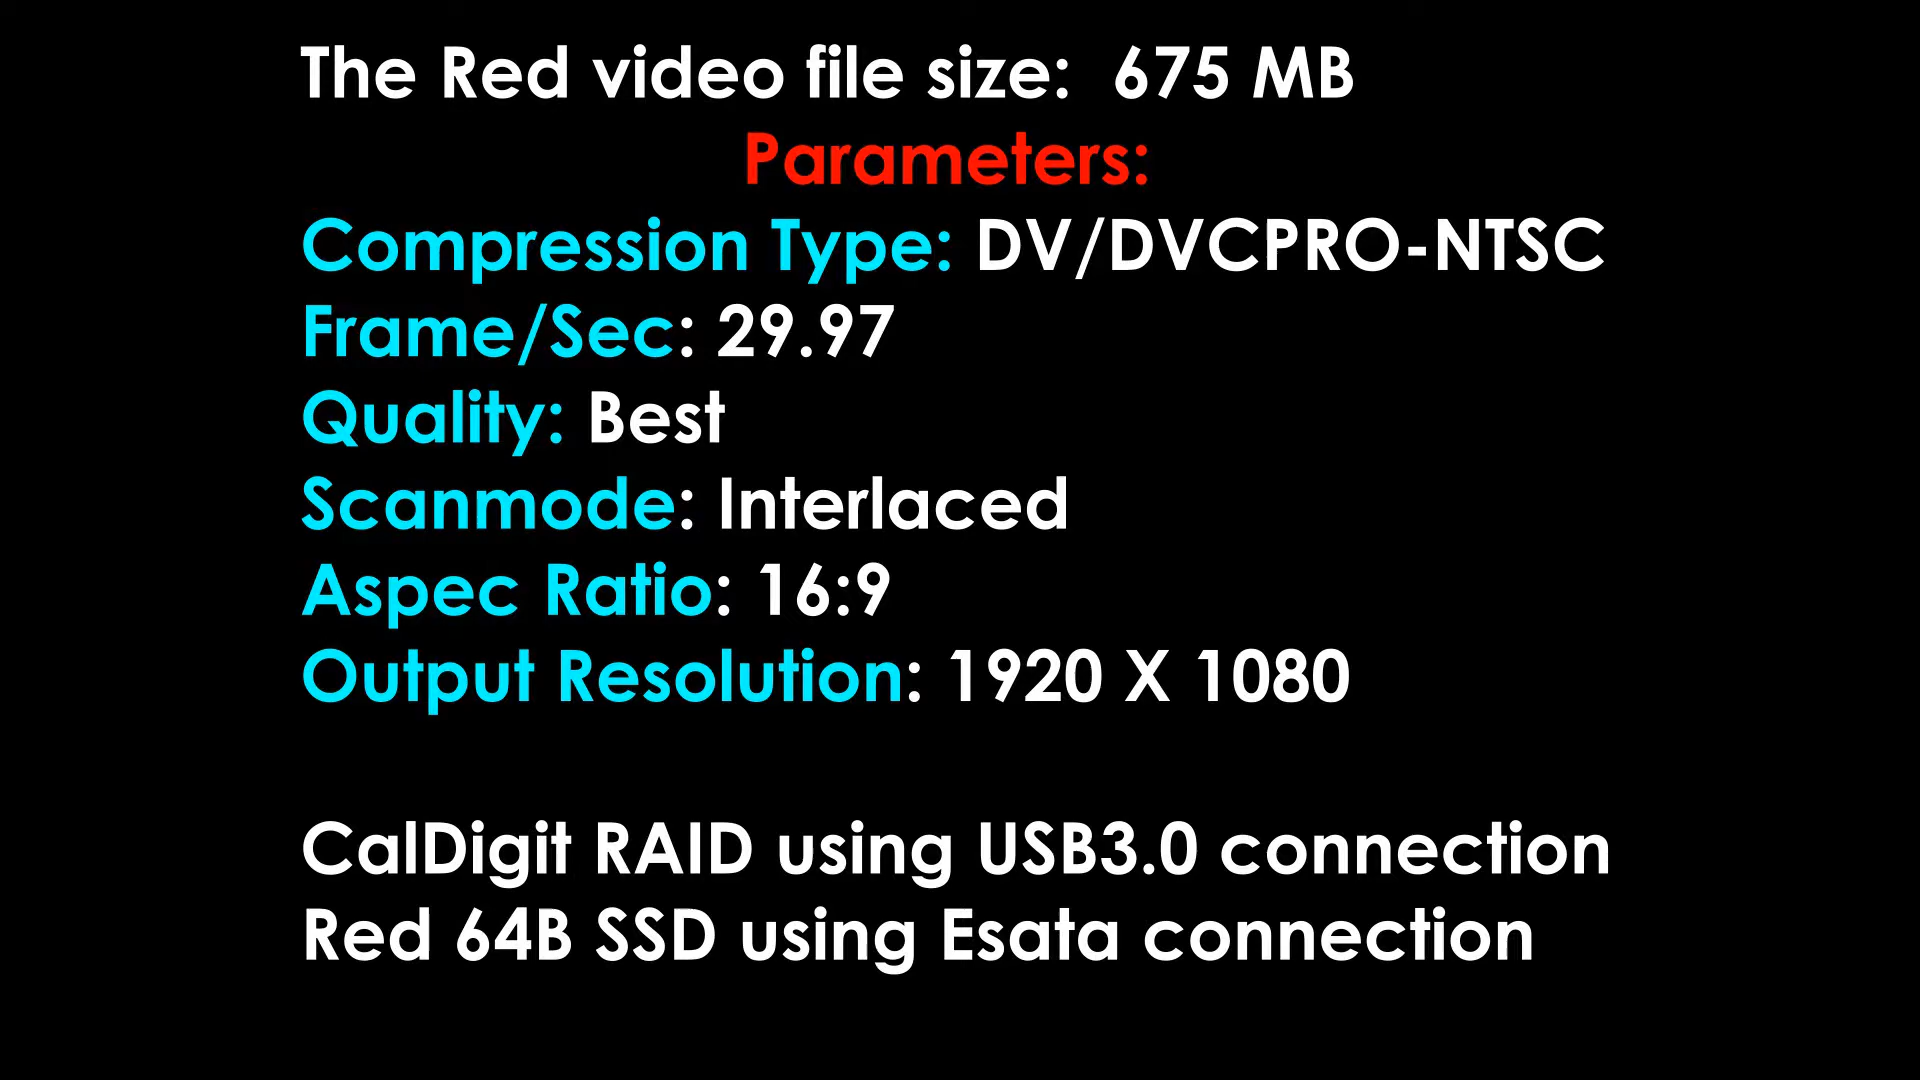 The Red video file size: 675 MB
Parameters:
Compression Type: DV/DVCPRO-NTSC
Frame/Sec: 29.97
Quality: Best
Scanmode: Interlaced
Aspec Ratio: 16:9
Output Resolution: 1920 X 1080
CalDigit RAID using USB3.0 connection
Red 64B SSD using Esata connection